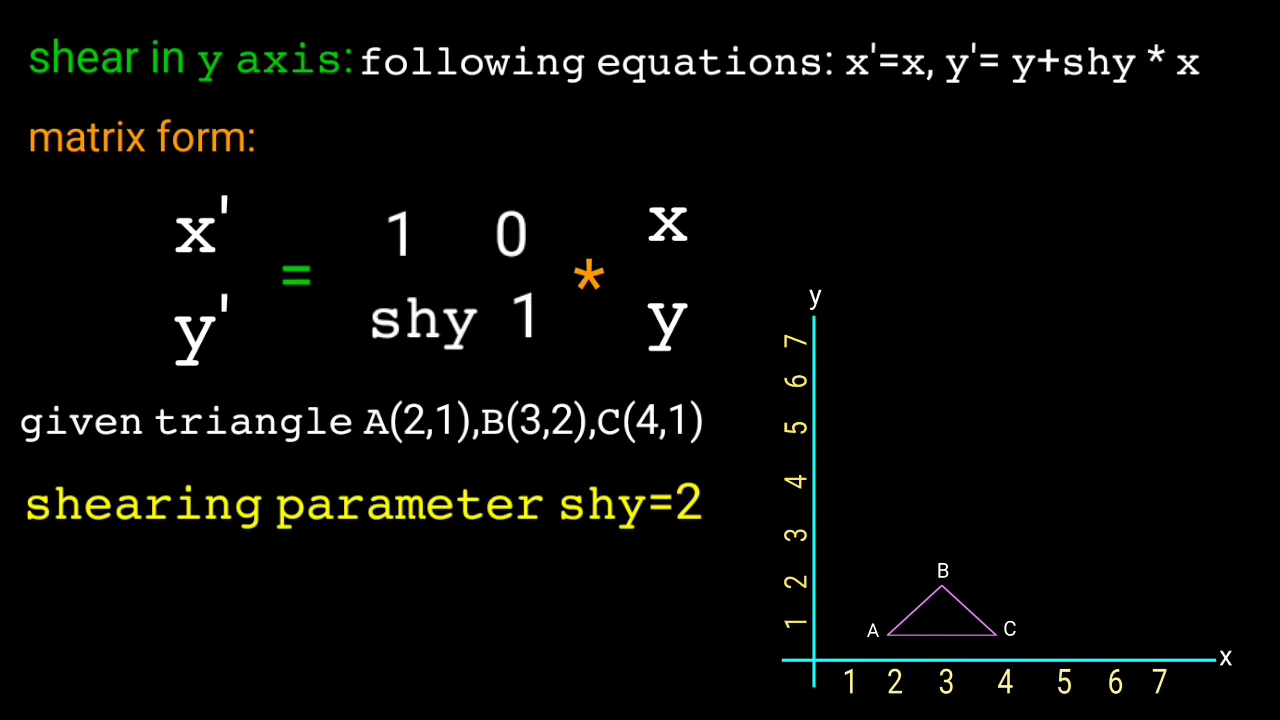 shear in y axis: following equations: x'=x, y'= y+shy * x
matrix form:
x' = 1 0 * x
y' shy 1 y
given triangle A(2,1),B(3,2),C(4,1)
shearing parameter shy=2
y
7
6
5
4
3
2
1
B
A C
x
1 2 3 4 5 6 7